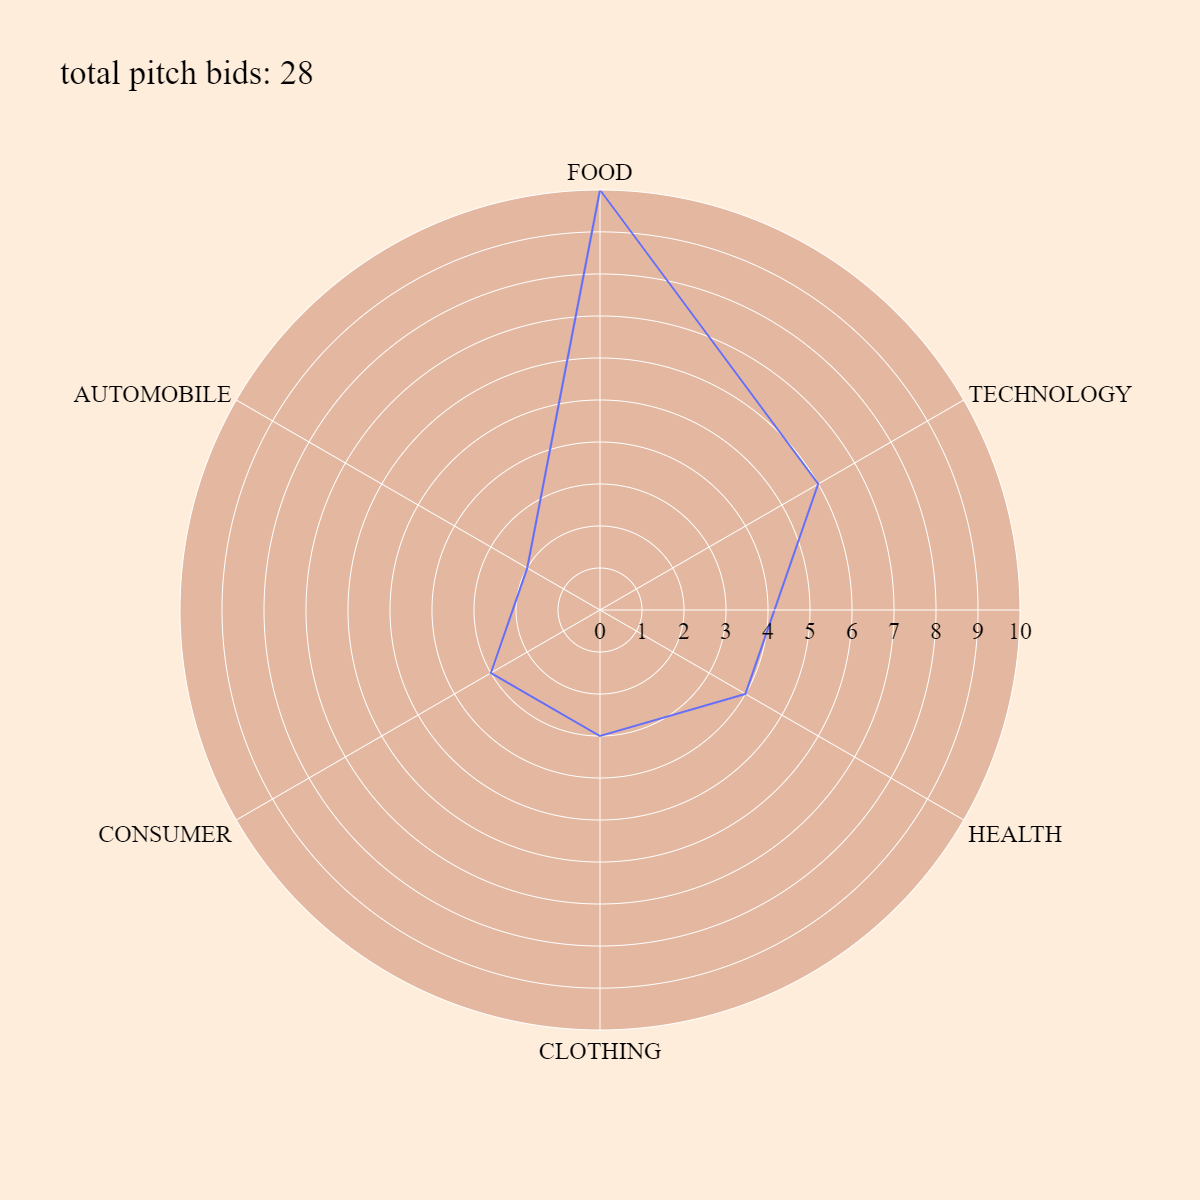 total pitch bids: 28
FOOD
AUTOMOBILE
TECHNOLOGY
0 1 2 3 4 5 6 7 8 9 10
CONSUMER
HEALTH
CLOTHING